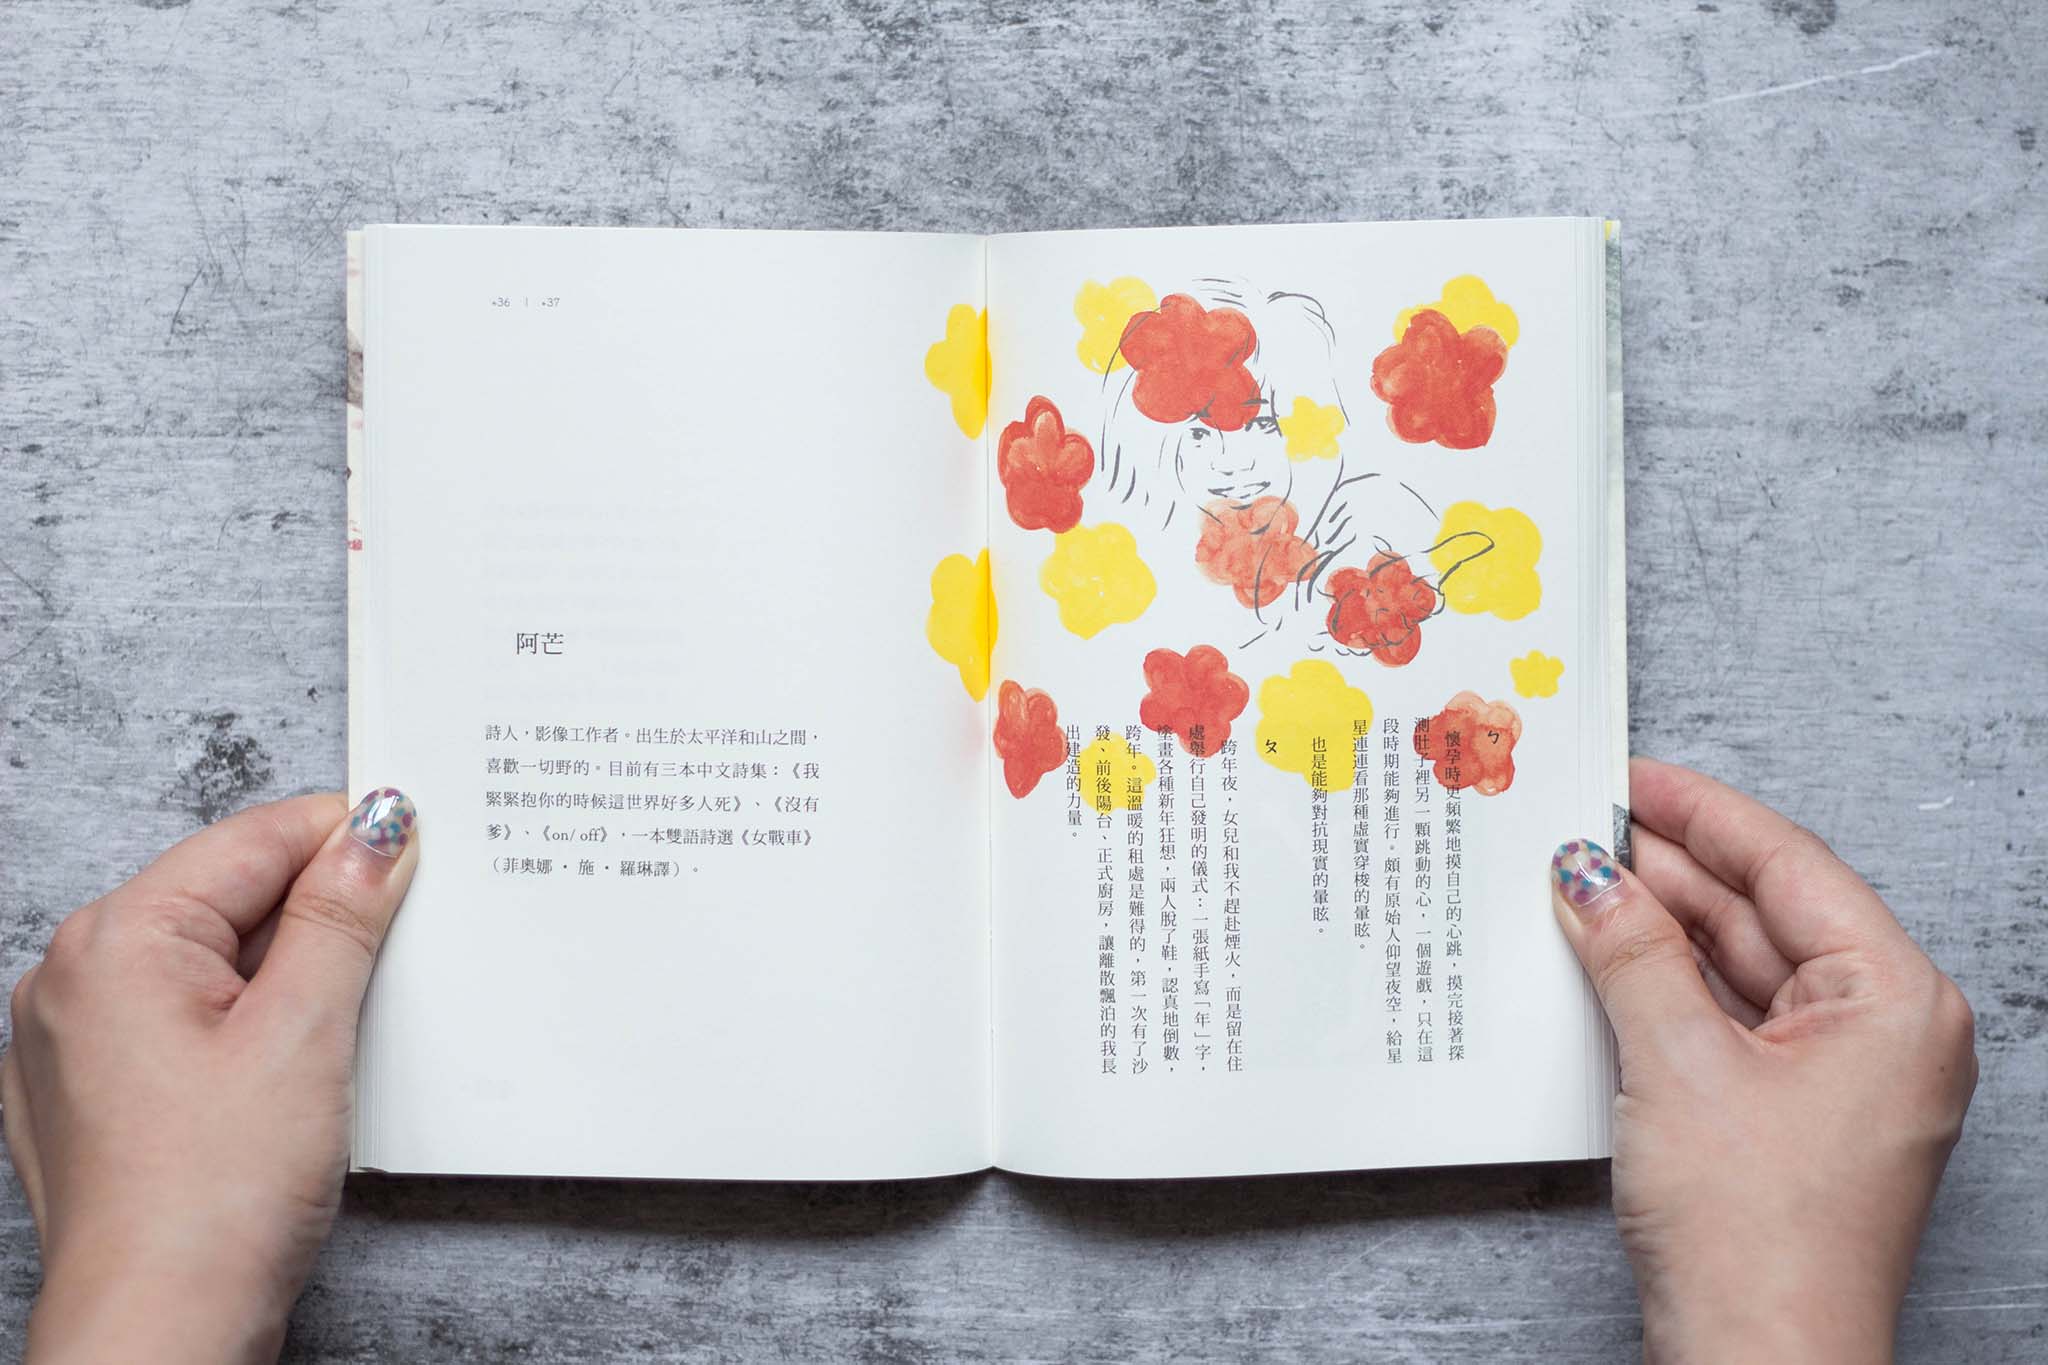 +36 | +37
阿芒
詩人，影像工作者。出生於太平洋和山之間，
喜歡一切野的。目前有三本中文詩集：《我
緊緊抱你的時候這世界好多人死》、《沒有
爹》、《on/ off》，一本雙語詩選《女戰車》
（菲奧娜・施・羅琳譯）。
ㄅ
懷孕時更頻繁地摸自己的心跳，摸完接著探
測肚子裡另一顆跳動的心，一個遊戲，只在這
段時期能夠進行。頗有原始人仰望夜空，給星
星連連看那種虛實穿梭的暈眩。
也是能夠對抗現實的暈眩。
ㄆ
跨年夜，女兒和我不趕赴煙火，而是留在住
處舉行自己發明的儀式：一張紙手寫「年」字，
塗畫各種新年狂想，兩人脫了鞋，認真地倒數，
跨年。這溫暖的租處是難得的，第一次有了沙
發、前後陽台、正式廚房，讓離散飄泊的我長
出建造的力量。